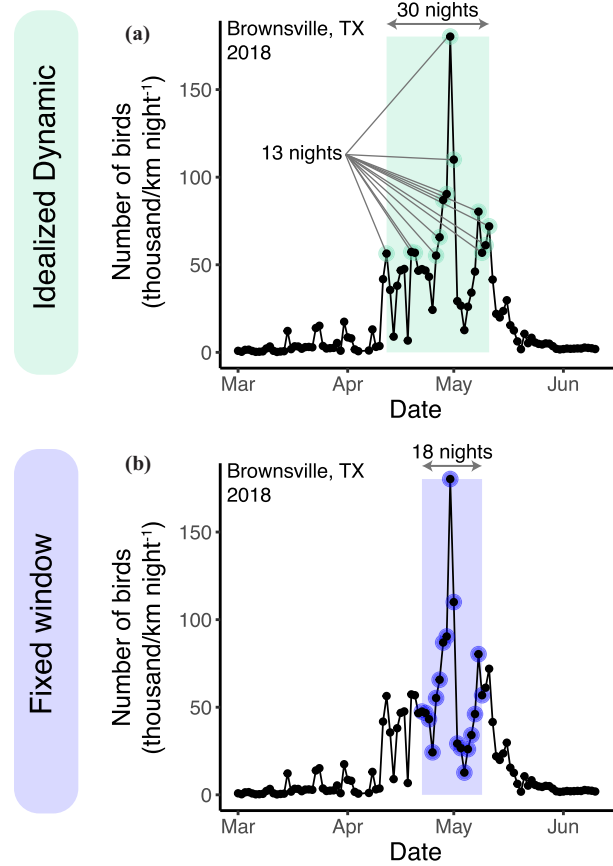 Idealized Dynamic
(a)
30 nights
Brownsville, TX
2018
13 nights
Number of birds
(thousand/km night⁻¹)
150
100
50
0
Mar
Apr
May
Jun
Date
Fixed window
(b)
18 nights
Brownsville, TX
2018
Number of birds
(thousand/km night⁻¹)
150
100
50
0
Mar
Apr
May
Jun
Date